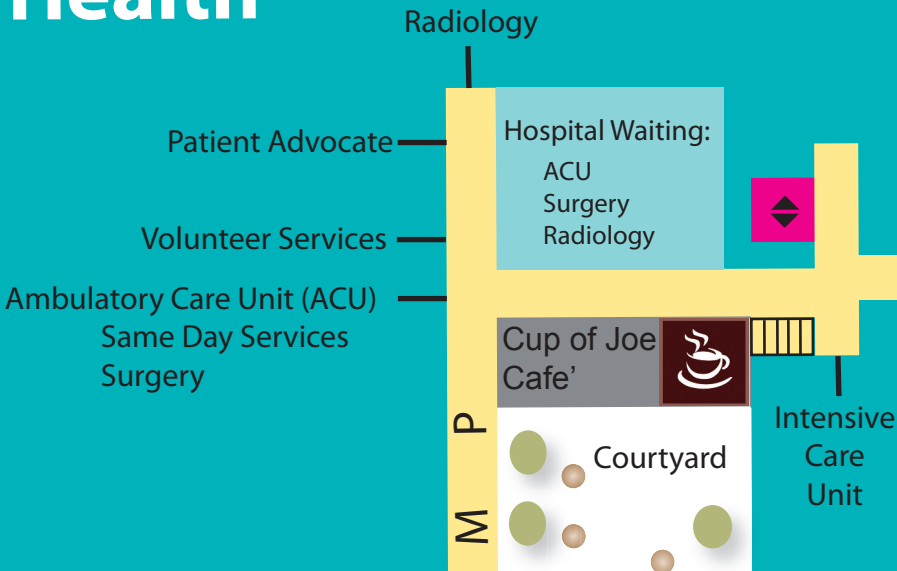 Health
Radiology
Patient Advocate
Hospital Waiting:
ACU
Surgery
Radiology
Volunteer Services
Ambulatory Care Unit (ACU)
Same Day Services
Surgery
Cup of Joe
Cafe'
Courtyard
Intensive
Care
Unit
M P